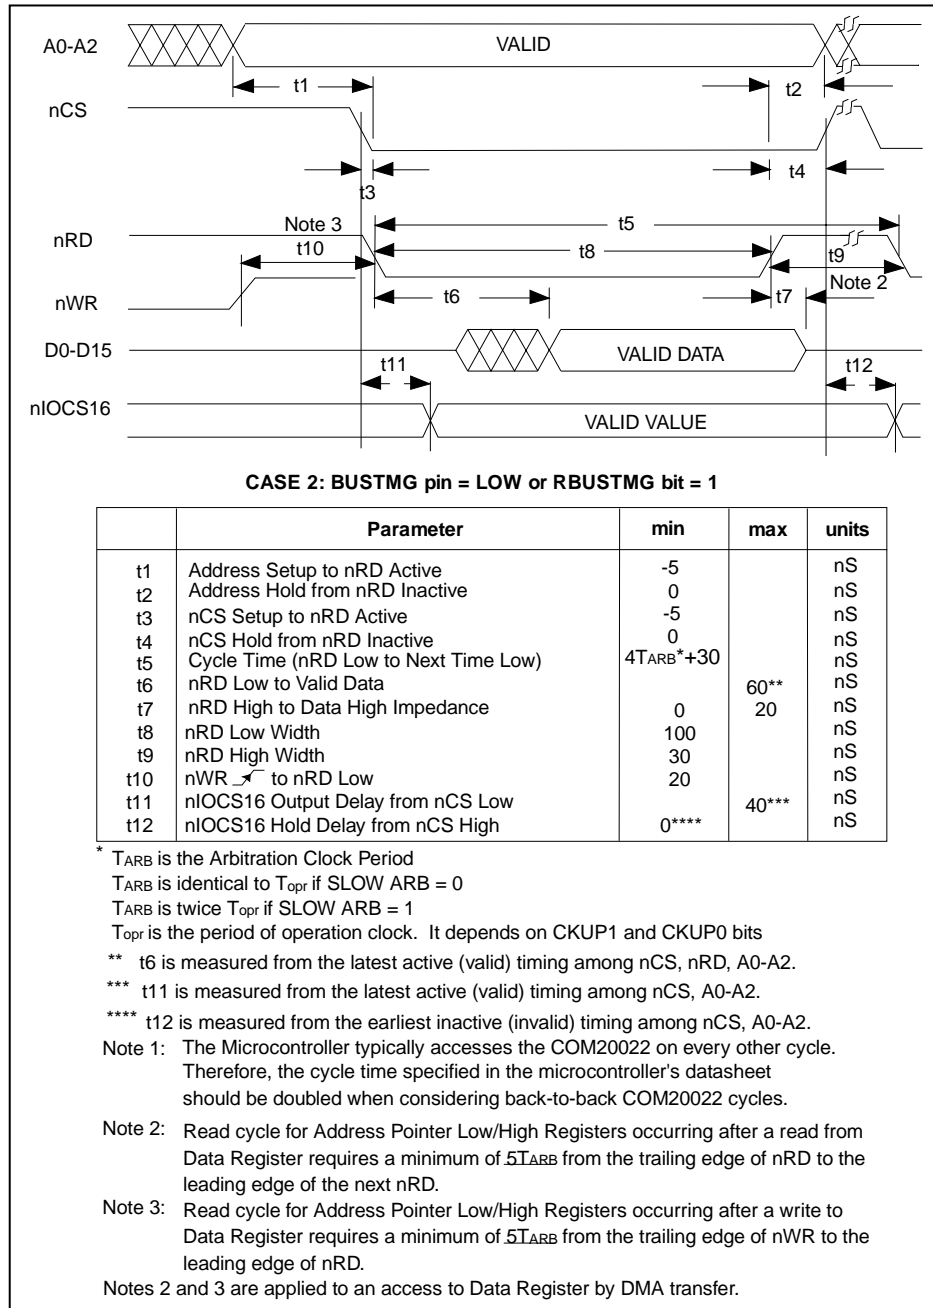 A0-A2
VALID
t1
t2
nCS
t3
t4
nRD
Note 3
t5
t10
t8
t9
nWR
t6
t7
Note 2
D0-D15
VALID DATA
t11
t12
nIOCS16
VALID VALUE
CASE 2: BUSTMG pin = LOW or RBUSTMG bit = 1
Parameter min max units
t1 Address Setup to nRD Active -5 nS
t2 Address Hold from nRD Inactive 0 nS
t3 nCS Setup to nRD Active -5 nS
t4 nCS Hold from nRD Inactive 0 nS
t5 Cycle Time (nRD Low to Next Time Low) 4TARB*+30 nS
t6 nRD Low to Valid Data 60** nS
t7 nRD High to Data High Impedance 0 20 nS
t8 nRD Low Width 100 nS
t9 nRD High Width 30 nS
t10 nWR to nRD Low 20 nS
t11 nIOCS16 Output Delay from nCS Low 40*** nS
t12 nIOCS16 Hold Delay from nCS High 0**** nS
* TARB is the Arbitration Clock Period
TARB is identical to Topr if SLOW ARB = 0
TARB is twice Topr if SLOW ARB = 1
Topr is the period of operation clock. It depends on CKUP1 and CKUP0 bits
** t6 is measured from the latest active (valid) timing among nCS, nRD, A0-A2.
*** t11 is measured from the latest active (valid) timing among nCS, A0-A2.
**** t12 is measured from the earliest inactive (invalid) timing among nCS, A0-A2.
Note 1: The Microcontroller typically accesses the COM20022 on every other cycle.
Therefore, the cycle time specified in the microcontroller's datasheet
should be doubled when considering back-to-back COM20022 cycles.
Note 2: Read cycle for Address Pointer Low/High Registers occurring after a read from
Data Register requires a minimum of 5TARB from the trailing edge of nRD to the
leading edge of the next nRD.
Note 3: Read cycle for Address Pointer Low/High Registers occurring after a write to
Data Register requires a minimum of 5TARB from the trailing edge of nWR to the
leading edge of nRD.
Notes 2 and 3 are applied to an access to Data Register by DMA transfer.